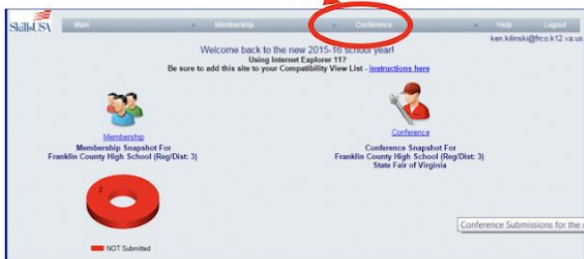 SkillsUSA
Main Membership Conference Help Logout
ken.kilinski@frco.k12.va.us
Welcome back to the new 2015-16 school year!
Using Internet Explorer 11?
Be sure to add this site to your Compatibility View List - instructions here
Membership
Membership Snapshot For
Franklin County High School (Reg/Dist: 3)
2
NOT Submitted
Conference
Conference Snapshot For
Franklin County High School (Reg/Dist: 3)
State Fair of Virginia
Conference Submissions for the